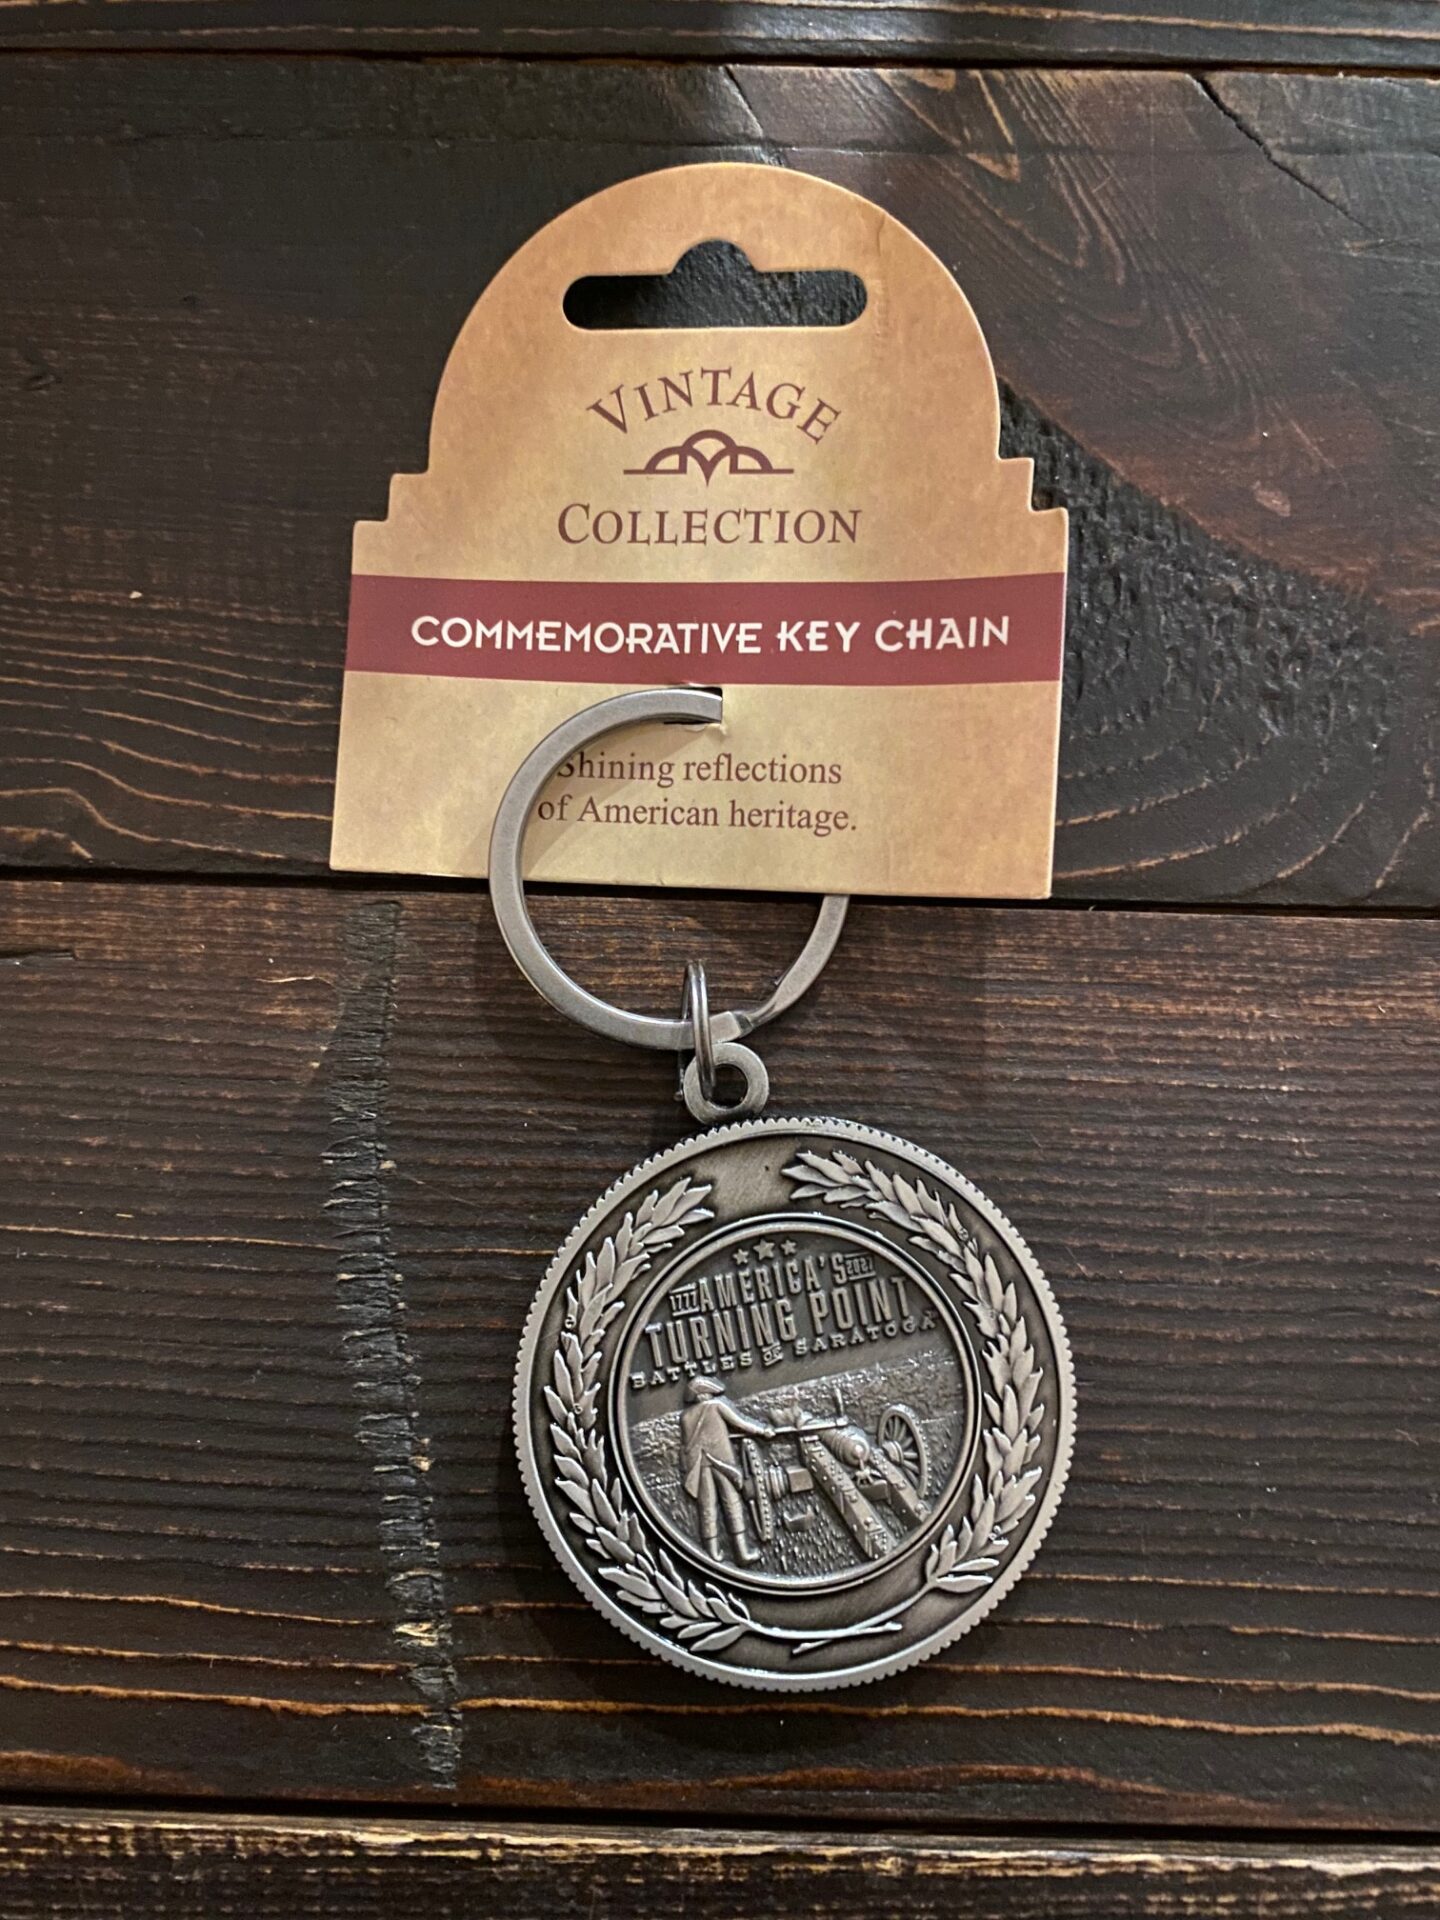 VINTAGE
COLLECTION
COMMEMORATIVE KEY CHAIN
Shining reflections
of American heritage.
1777 AMERICA'S 2027
TURNING POINT
BATTLES OF SARATOGA